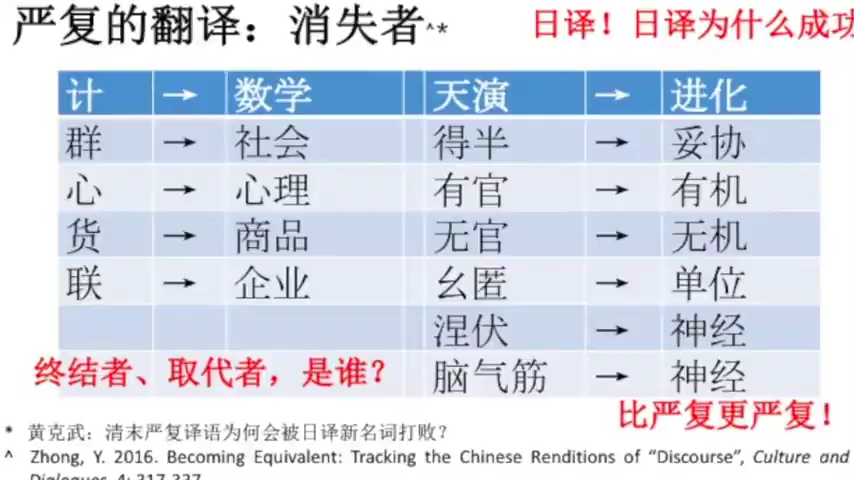 严复的翻译：消失者^*
日译！日译为什么成功
计 → 数学 天演 → 进化
群 → 社会 得半 → 妥协
心 → 心理 有官 → 有机
货 → 商品 无官 → 无机
联 → 企业 幺匿 → 单位
涅伏 → 神经
终结者、取代者，是谁？
脑气筋 → 神经
比严复更严复！
* 黄克武：清末严复译语为何会被日译新名词打败？
^ Zhong, Y. 2016. Becoming Equivalent: Tracking the Chinese Renditions of “Discourse”, Culture and
Dialogues, 4: 317-337